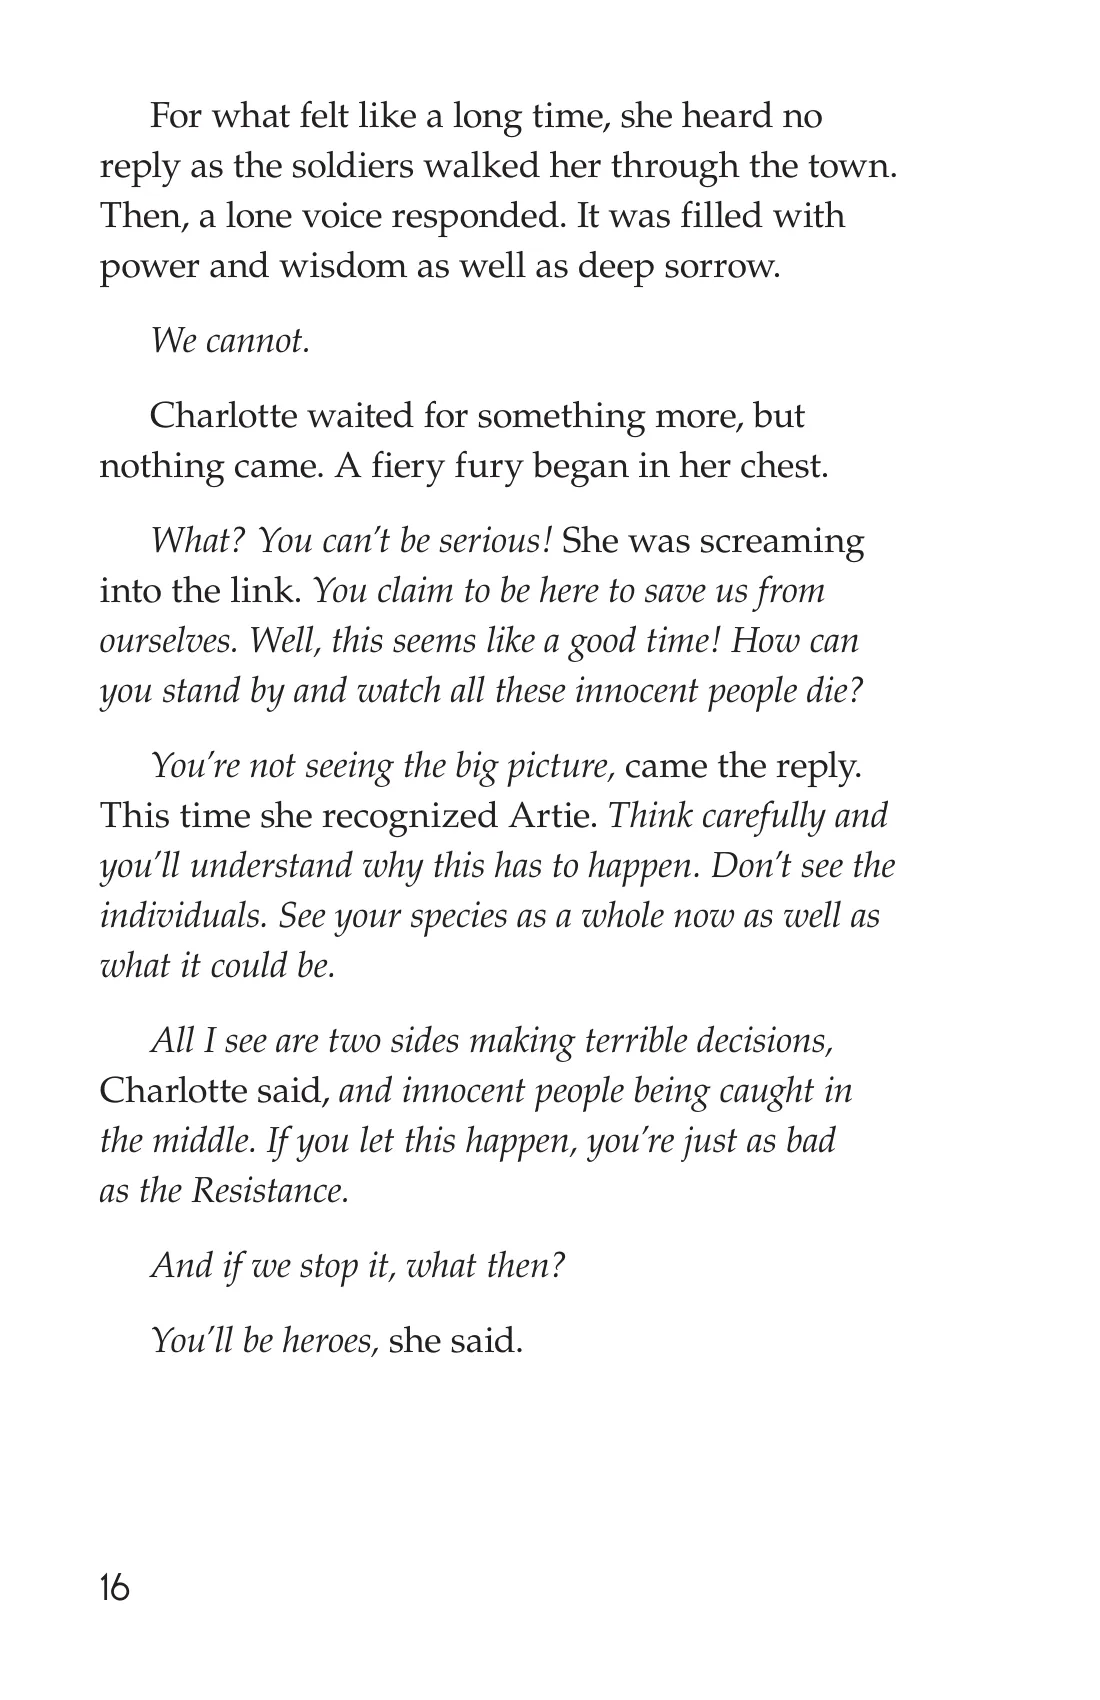 For what felt like a long time, she heard no
reply as the soldiers walked her through the town.
Then, a lone voice responded. It was filled with
power and wisdom as well as deep sorrow.
We cannot.
Charlotte waited for something more, but
nothing came. A fiery fury began in her chest.
What? You can’t be serious! She was screaming
into the link. You claim to be here to save us from
ourselves. Well, this seems like a good time! How can
you stand by and watch all these innocent people die?
You’re not seeing the big picture, came the reply.
This time she recognized Artie. Think carefully and
you’ll understand why this has to happen. Don’t see the
individuals. See your species as a whole now as well as
what it could be.
All I see are two sides making terrible decisions,
Charlotte said, and innocent people being caught in
the middle. If you let this happen, you’re just as bad
as the Resistance.
And if we stop it, what then?
You’ll be heroes, she said.
16